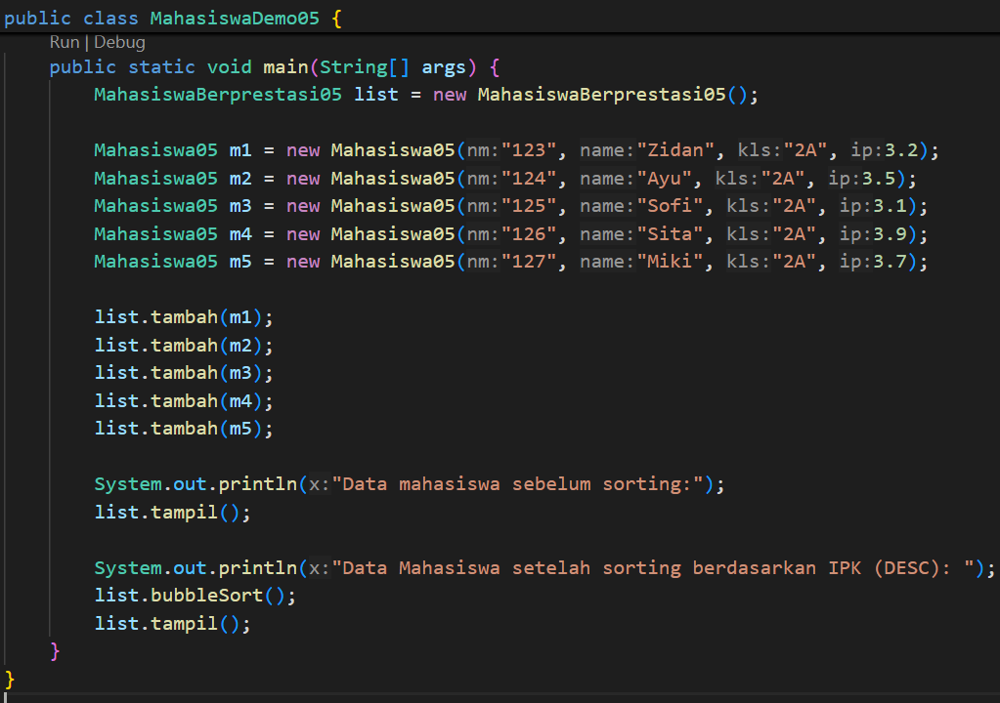 public class MahasiswaDemo05 {
Run | Debug
public static void main(String[] args) {
MahasiswaBerprestasi05 list = new MahasiswaBerprestasi05();
Mahasiswa05 m1 = new Mahasiswa05(nm:"123", name:"Zidan", kls:"2A", ip:3.2);
Mahasiswa05 m2 = new Mahasiswa05(nm:"124", name:"Ayu", kls:"2A", ip:3.5);
Mahasiswa05 m3 = new Mahasiswa05(nm:"125", name:"Sofi", kls:"2A", ip:3.1);
Mahasiswa05 m4 = new Mahasiswa05(nm:"126", name:"Sita", kls:"2A", ip:3.9);
Mahasiswa05 m5 = new Mahasiswa05(nm:"127", name:"Miki", kls:"2A", ip:3.7);
list.tambah(m1);
list.tambah(m2);
list.tambah(m3);
list.tambah(m4);
list.tambah(m5);
System.out.println(x:"Data mahasiswa sebelum sorting:");
list.tampil();
System.out.println(x:"Data Mahasiswa setelah sorting berdasarkan IPK (DESC): ");
list.bubbleSort();
list.tampil();
}
}